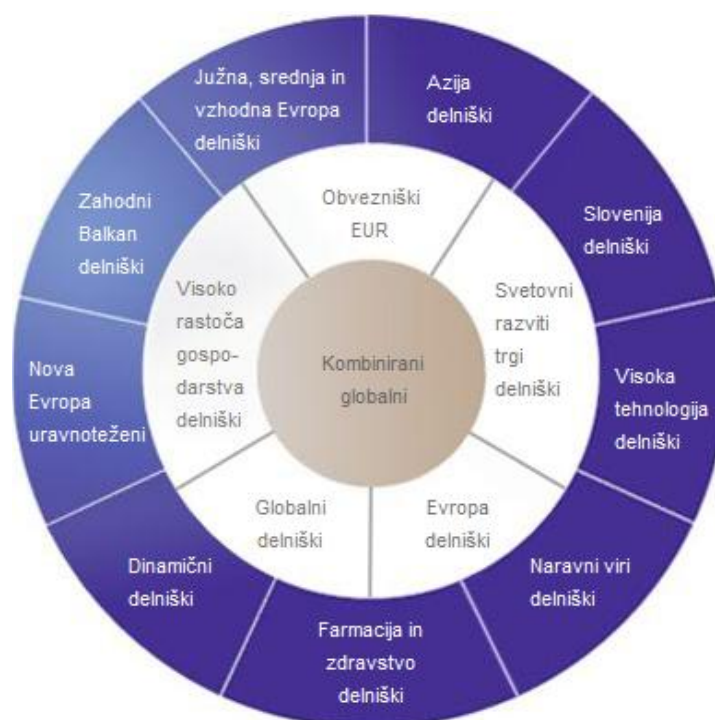 Južna, srednja in
vzhodna Evropa
delniški
Azija
delniški
Slovenija
delniški
Visoka
tehnologija
delniški
Naravni viri
delniški
Farmacija in
zdravstvo
delniški
Dinamični
delniški
Nova
Evropa
uravnoteženi
Zahodni
Balkan
delniški
Obvezniški
EUR
Svetovni
razviti
trgi
delniški
Evropa
delniški
Globalni
delniški
Visoko
rastoča
gospo-
darstva
delniški
Kombinirani
globalni